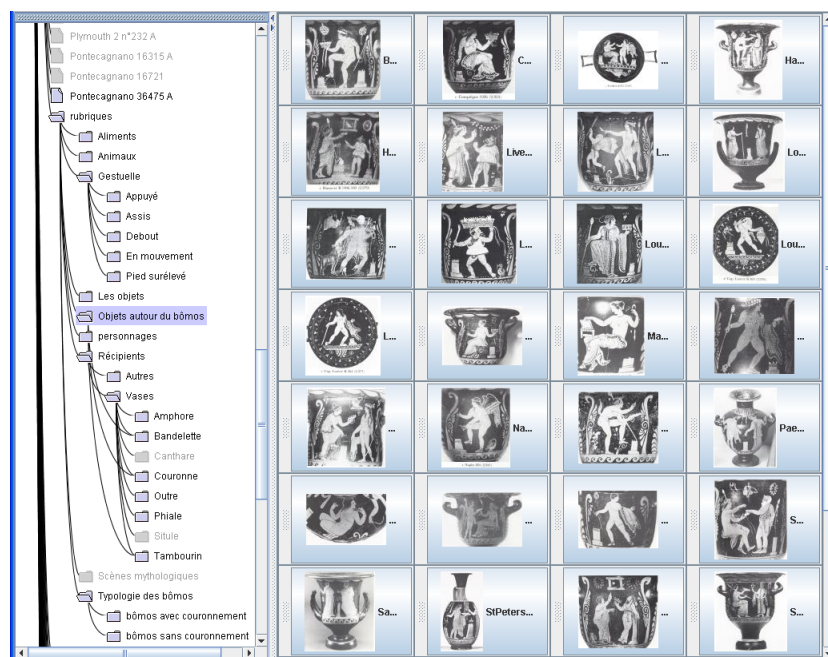 Plymouth 2 n°232 A
Pontecagnano 16315 A
Pontecagnano 16721
Pontecagnano 36475 A
rubriques
Aliments
Animaux
Gestuelle
Appuyé
Assis
Debout
En mouvement
Pied surélevé
Les objets
Objets autour du bômos
personnages
Récipients
Autres
Vases
Amphore
Bandelette
Canthare
Couronne
Outre
Phiale
Situle
Tambourin
Scènes mythologiques
Typologie des bômos
bômos avec couronnement
bômos sans couronnement
B...
C...
...
Ha...
H...
Live...
L...
Lo...
...
L...
Lou...
Lou...
L...
...
Ma...
...
...
Na...
...
Pae...
...
...
...
S...
Sa...
StPeters...
...
S...